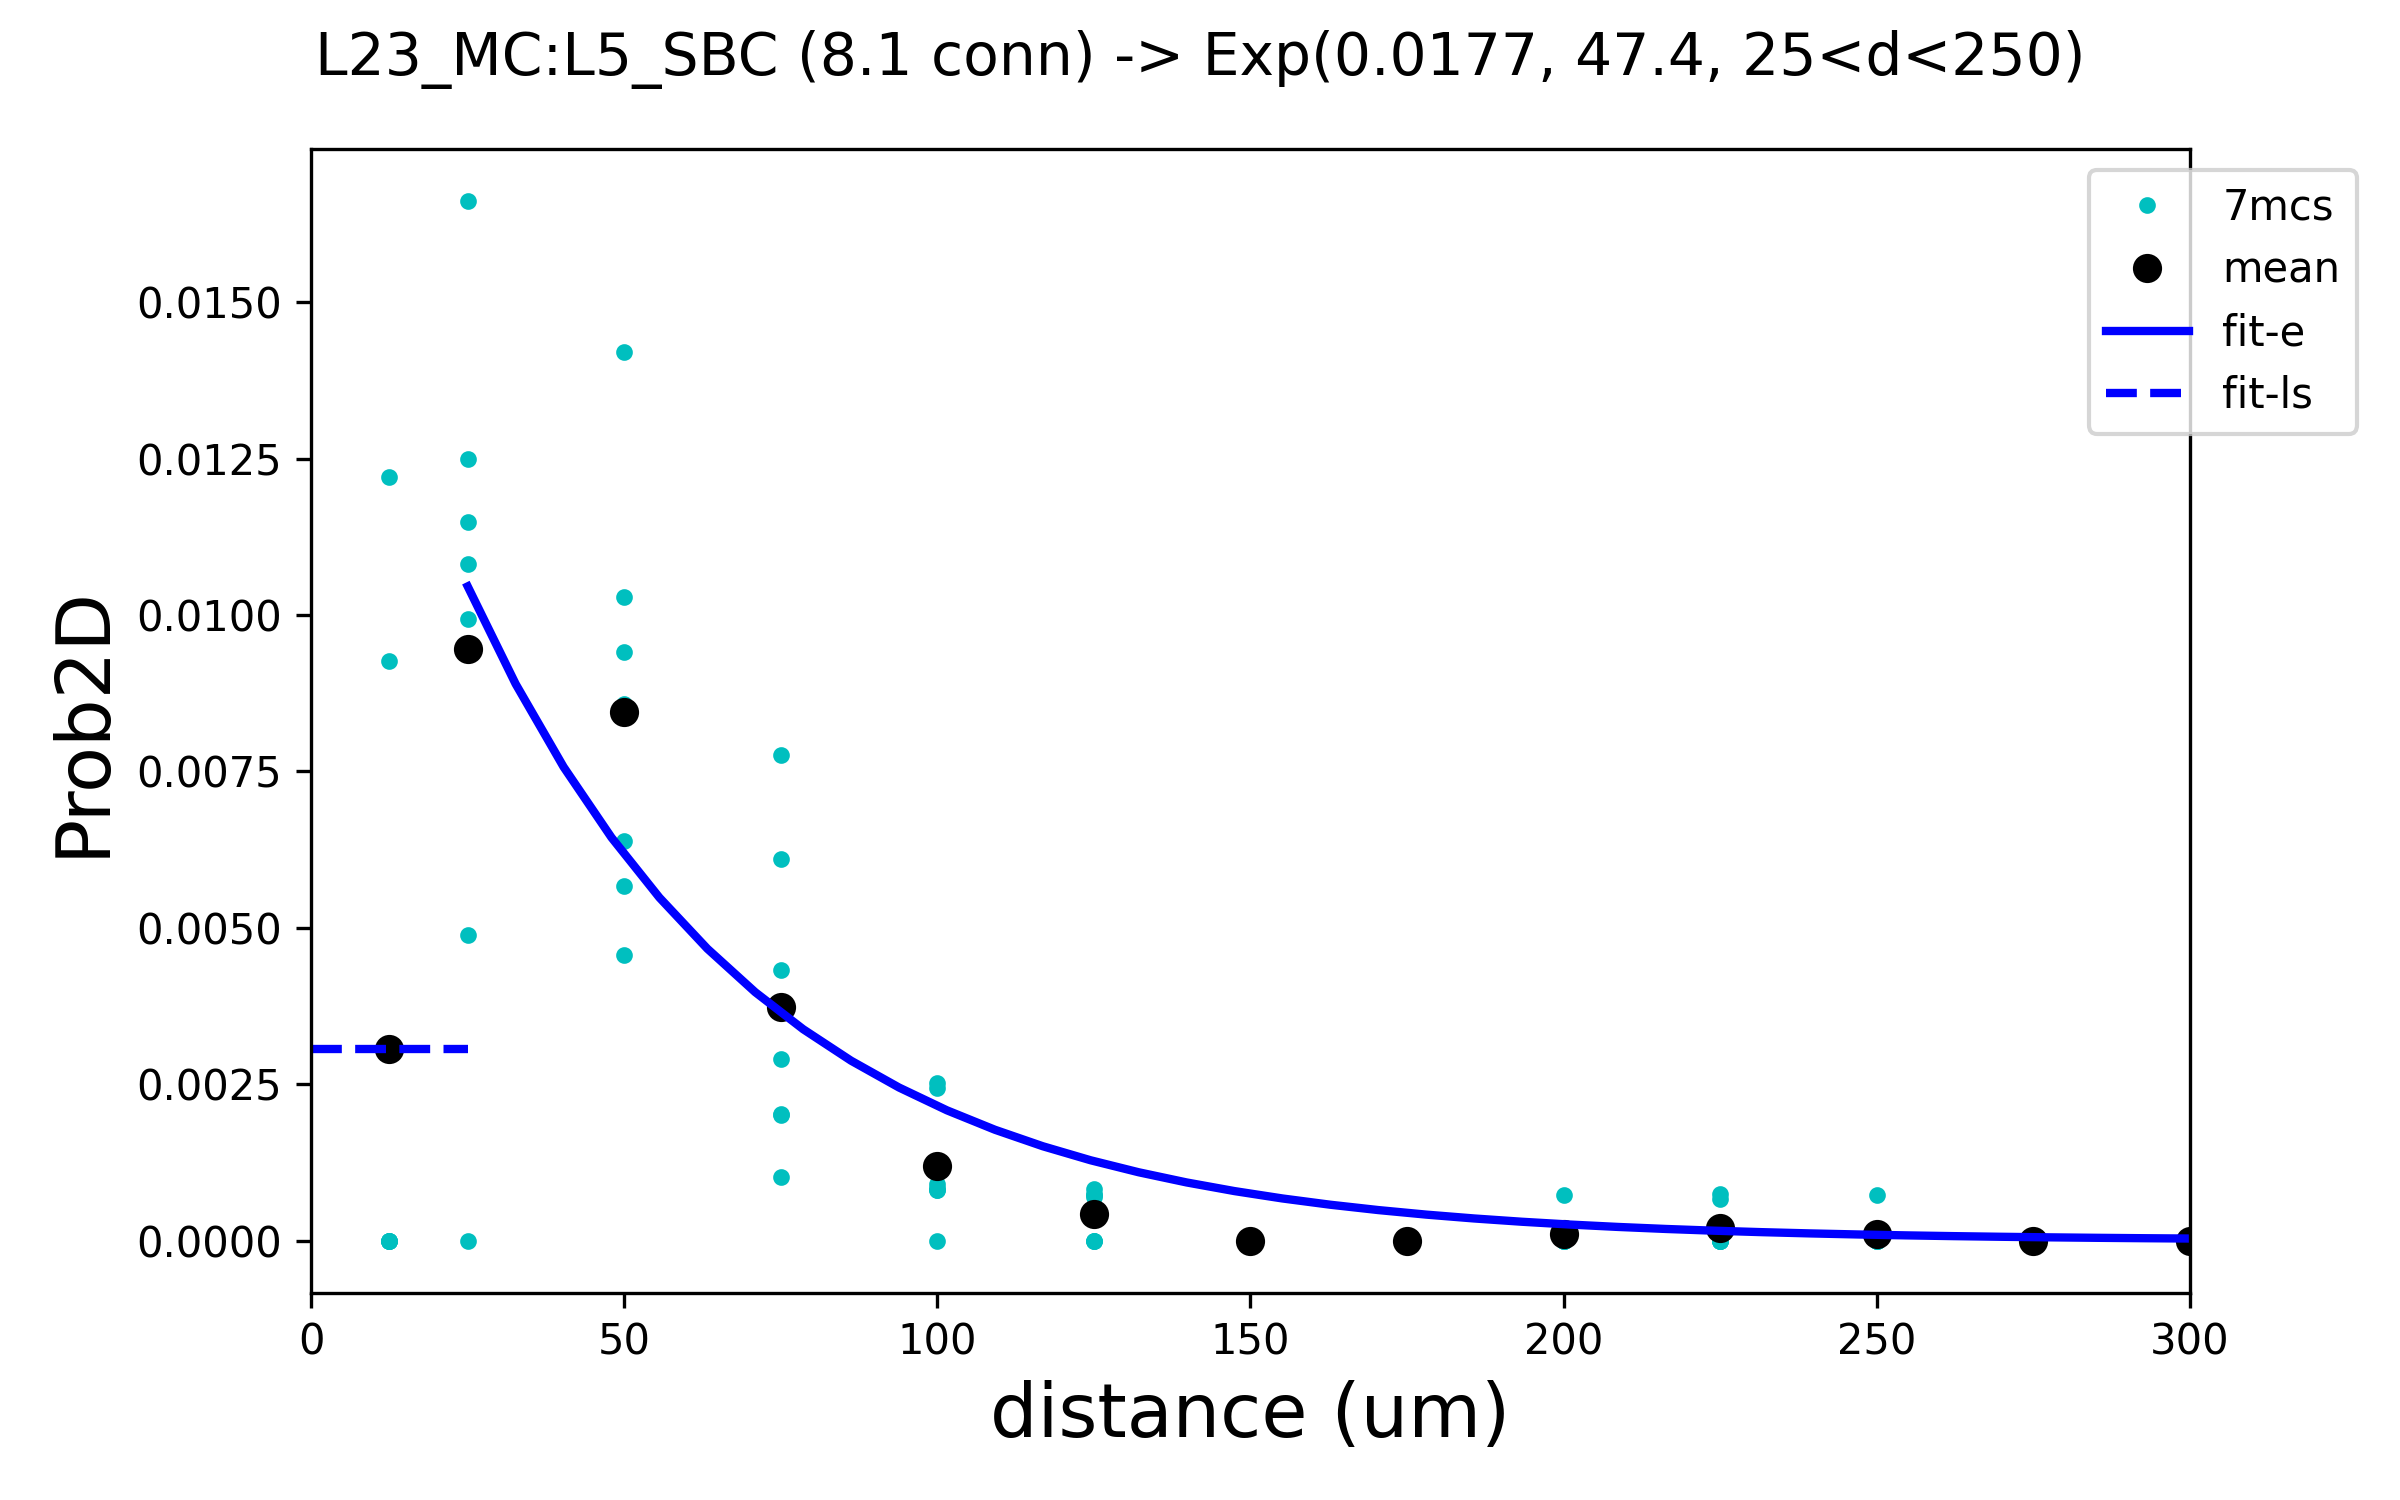 L23_MC:L5_SBC (8.1 conn) -> Exp(0.0177, 47.4, 25<d<250)
7mcs
mean
fit-e
fit-ls
Prob2D
0.0150
0.0125
0.0100
0.0075
0.0050
0.0025
0.0000
0 50 100 150 200 250 300
distance (um)